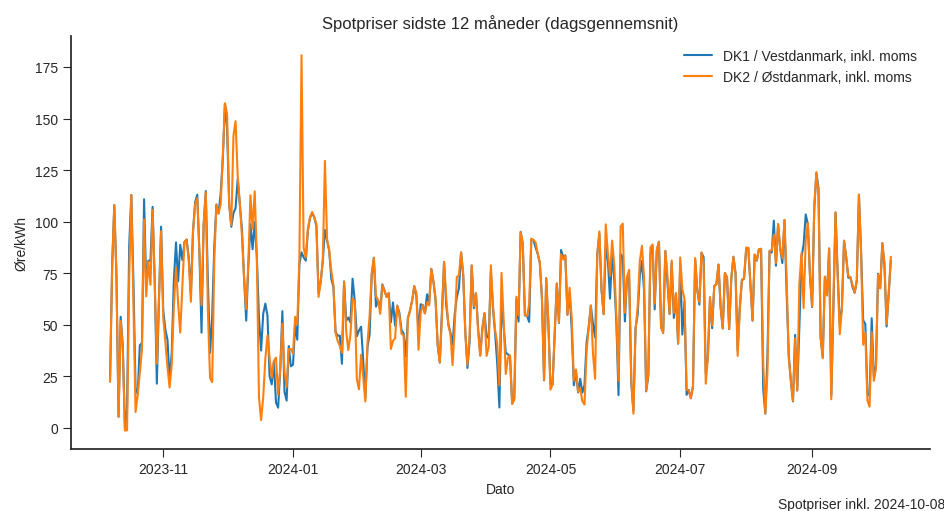 Spotpriser sidste 12 måneder (dagsgennemsnit)
DK1 / Vestdanmark, inkl. moms
DK2 / Østdanmark, inkl. moms
175
150
125
100
75
50
25
0
Øre/kWh
2023-11 2024-01 2024-03 2024-05 2024-07 2024-09
Dato
Spotpriser inkl. 2024-10-08